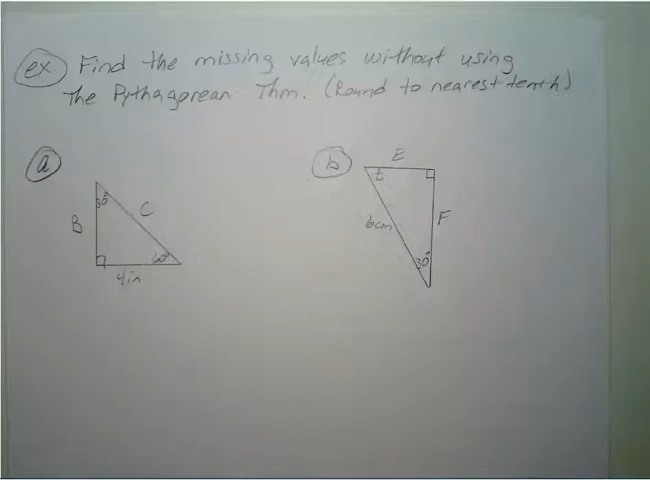 ex Find the missing values without using
the Pythagorean Thm. (Round to nearest tenth)
a
30°
B
C
60°
4in
b
E
t
6cm
F
30°